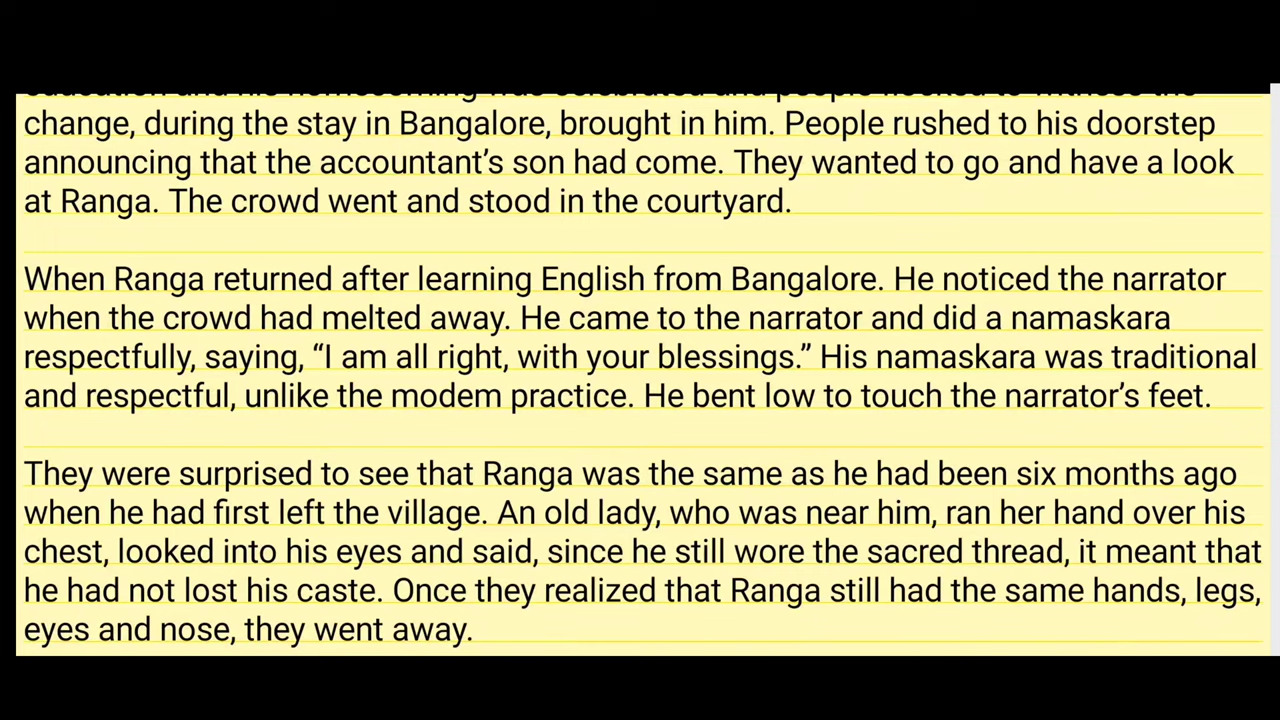 change, during the stay in Bangalore, brought in him. People rushed to his doorstep
announcing that the accountant’s son had come. They wanted to go and have a look
at Ranga. The crowd went and stood in the courtyard.
When Ranga returned after learning English from Bangalore. He noticed the narrator
when the crowd had melted away. He came to the narrator and did a namaskara
respectfully, saying, “I am all right, with your blessings.” His namaskara was traditional
and respectful, unlike the modem practice. He bent low to touch the narrator’s feet.
They were surprised to see that Ranga was the same as he had been six months ago
when he had first left the village. An old lady, who was near him, ran her hand over his
chest, looked into his eyes and said, since he still wore the sacred thread, it meant that
he had not lost his caste. Once they realized that Ranga still had the same hands, legs,
eyes and nose, they went away.